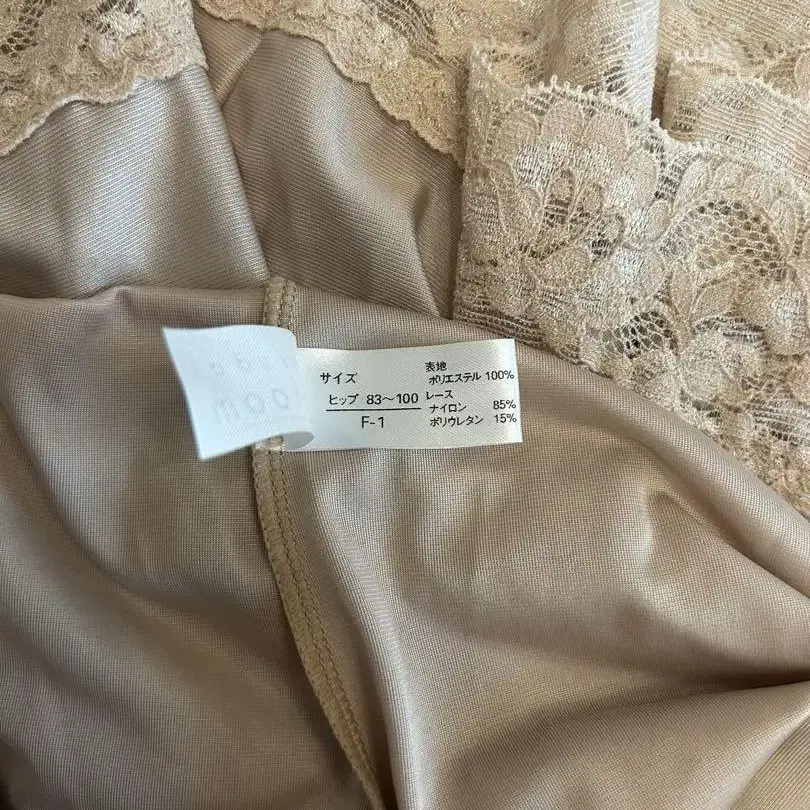 サイズ
ヒップ 83～100
F-1
表地
ポリエステル 100%
レース
ナイロン 85%
ポリウレタン 15%